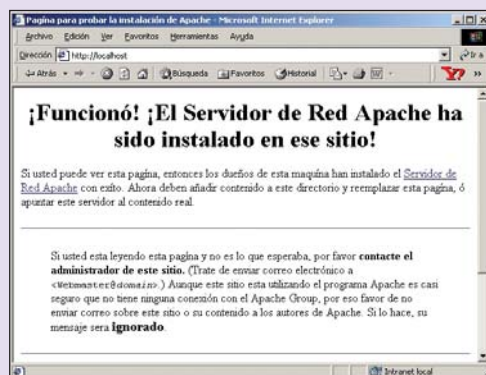 Pagina para probar la instalación de Apache - Microsoft Internet Explorer
Archivo Edición Ver Favoritos Herramientas Ayuda
Dirección http://localhost Ir a
Atrás Búsqueda Favoritos Historial
¡Funcionó! ¡El Servidor de Red Apache ha
sido instalado en ese sitio!
Si usted puede ver esta pagína, entonces los dueños de esta maquína han instalado el Servidor de
Red Apache con exíto. Ahora deben añadir contenido a este directorio y reemplazar esta pagína, ó
apuntar este servidor al contenido real.
Si usted esta leyendo esta pagina y no es lo que esperaba, por favor contacte el
administrador de este sitio. (Trate de enviar correo electrónico a
<Webmaster@domain>.) Aunque este sitio esta utilizando el programa Apache es casi
seguro que no tiene ninguna conexión con el Apache Group, por eso favor de no
enviar correo sobre este sitio o su contenido a los autores de Apache. Si lo hace, su
mensaje sera ignorado.
Intranet local